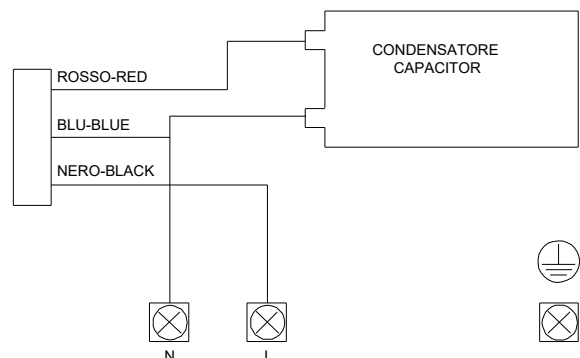 CONDENSATORE
CAPACITOR
ROSSO-RED
BLU-BLUE
NERO-BLACK
N L